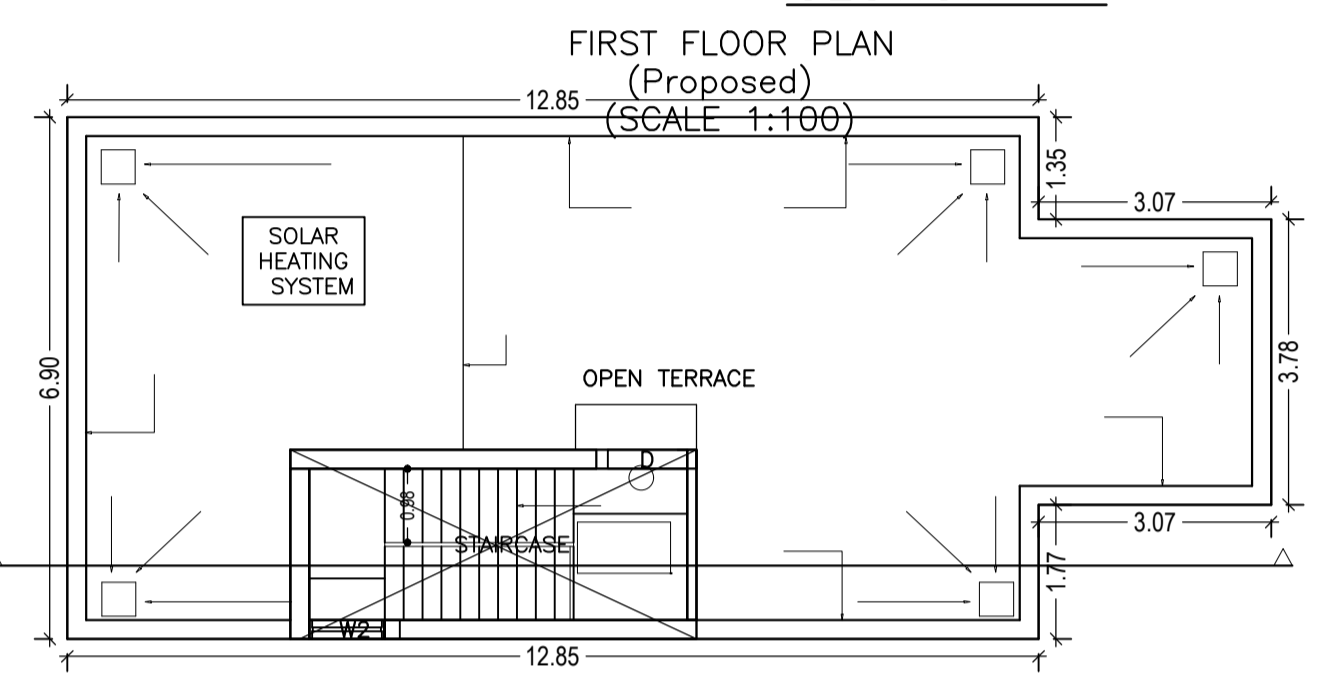 FIRST FLOOR PLAN
(Proposed)
(SCALE 1:100)
12.85
1.35
3.07
SOLAR
HEATING
SYSTEM
6.90
3.78
OPEN TERRACE
D
0.98
STAIRCASE
3.07
1.77
W2
12.85